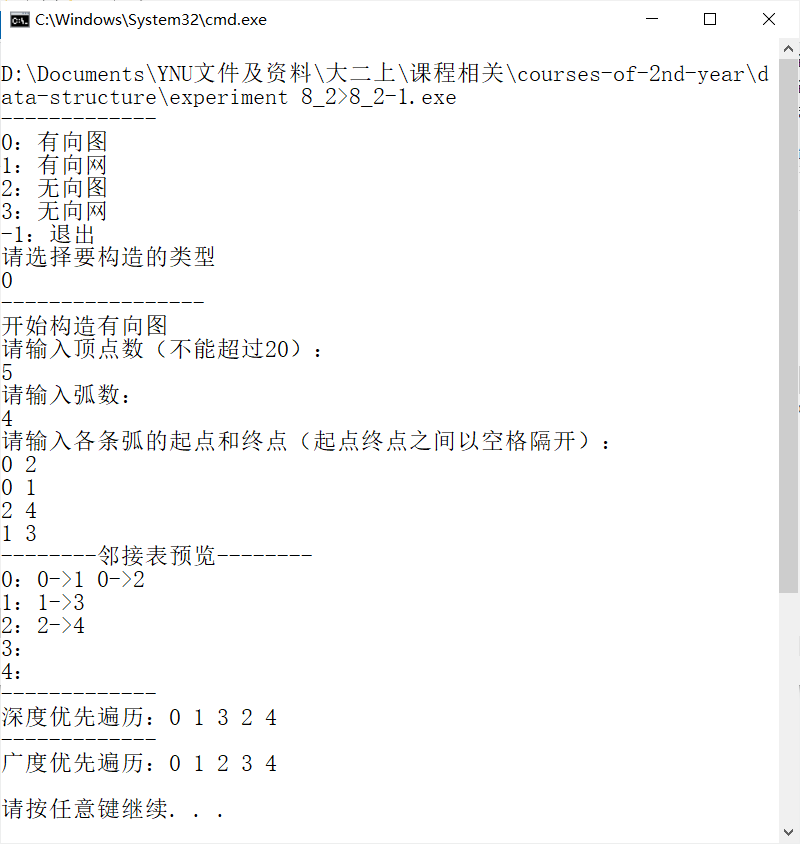 C:\Windows\System32\cmd.exe
D:\Documents\YNU文件及资料\大二上\课程相关\courses-of-2nd-year\d
ata-structure\experiment 8_2>8_2-1.exe
-------------
0：有向图
1：有向网
2：无向图
3：无向网
-1：退出
请选择要构造的类型
0
-----------------
开始构造有向图
请输入顶点数（不能超过20）：
5
请输入弧数：
4
请输入各条弧的起点和终点（起点终点之间以空格隔开）：
0 2
0 1
2 4
1 3
--------邻接表预览--------
0：0->1 0->2
1：1->3
2：2->4
3：
4：
-------------
深度优先遍历：0 1 3 2 4
-------------
广度优先遍历：0 1 2 3 4
请按任意键继续. . .